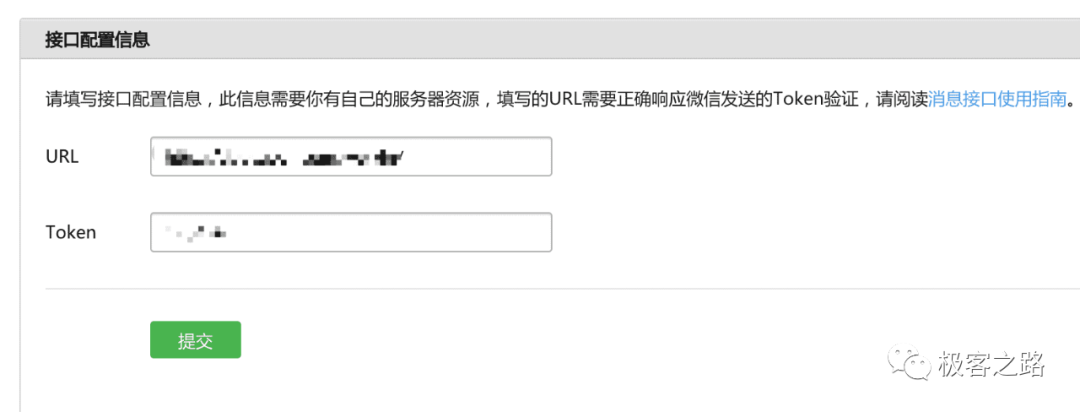 接口配置信息
请填写接口配置信息，此信息需要你有自己的服务器资源，填写的URL需要正确响应微信发送的Token验证，请阅读消息接口使用指南。
URL
Token
提交
极客之路